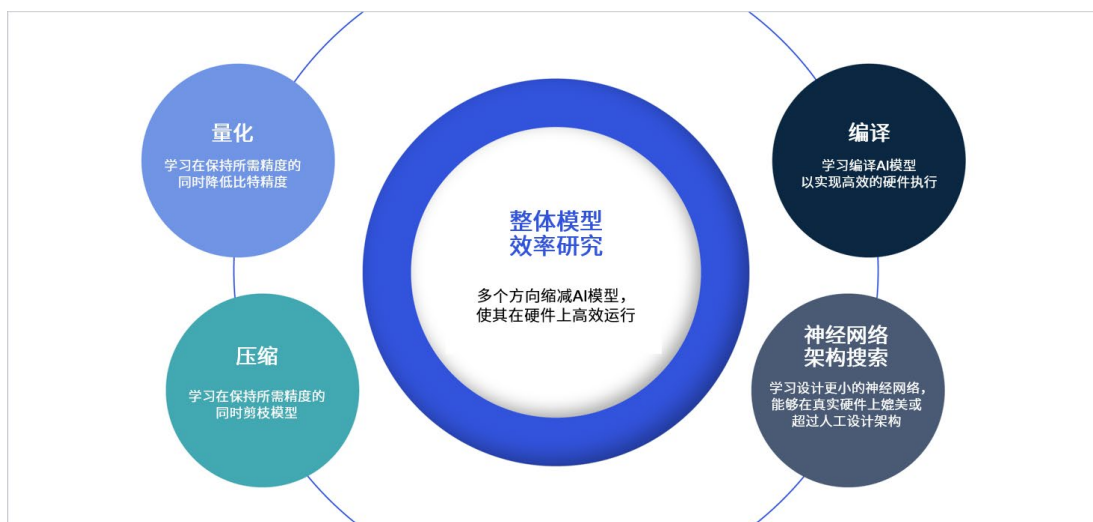 量化
学习在保持所需精度的
同时降低比特精度
编译
学习编译AI模型
以实现高效的硬件执行
整体模型
效率研究
多个方向缩减AI模型，
使其在硬件上高效运行
压缩
学习在保持所需精度的
同时剪枝模型
神经网络
架构搜索
学习设计更小的神经网络，
能够在真实硬件上媲美或
超过人工设计架构